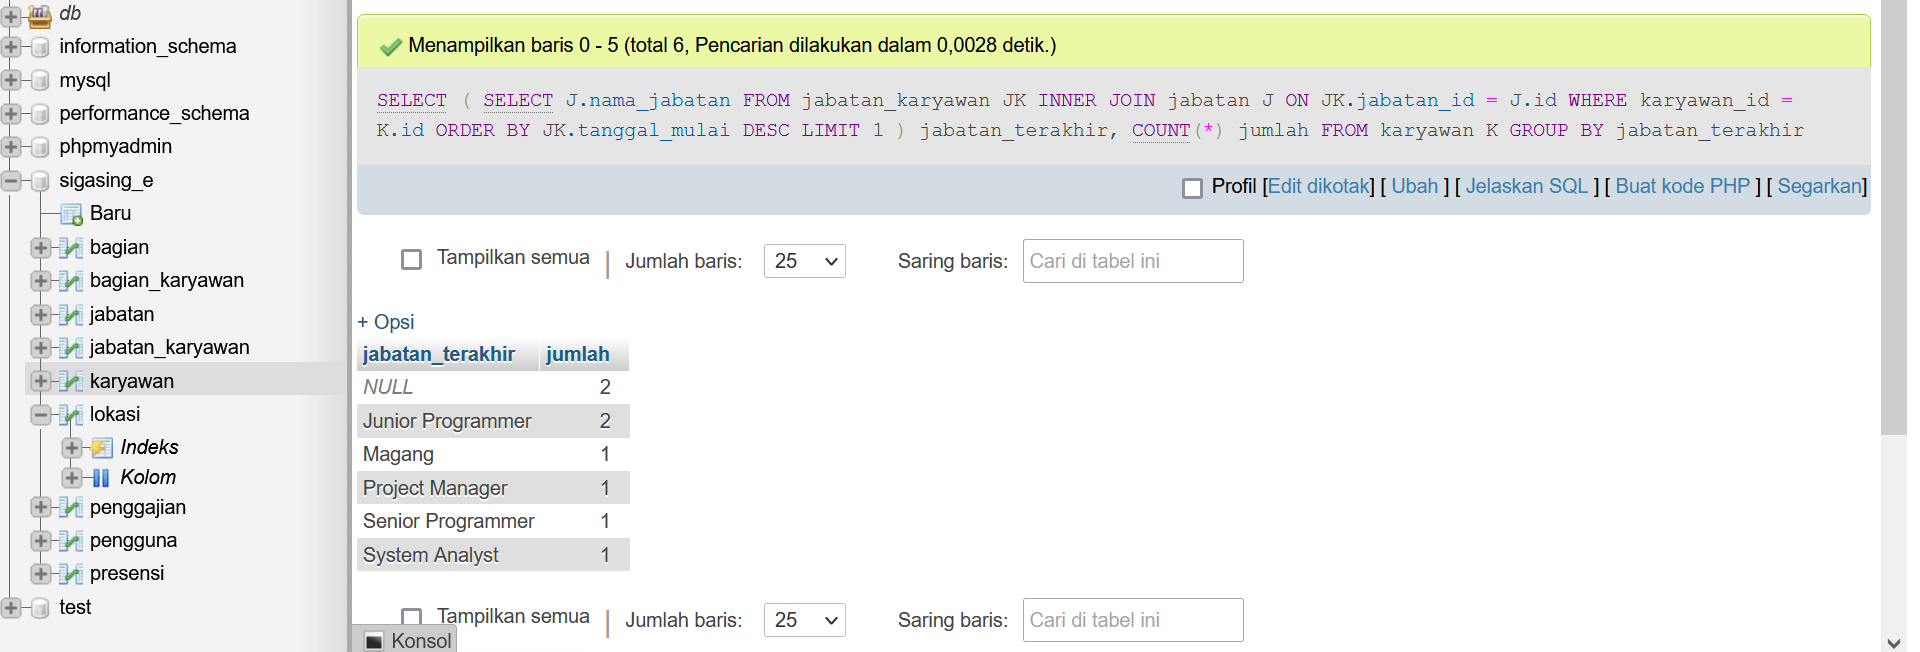 db
information_schema
mysql
performance_schema
phpmyadmin
sigasing_e
Baru
bagian
bagian_karyawan
jabatan
jabatan_karyawan
karyawan
lokasi
Indeks
Kolom
penggajian
pengguna
presensi
test
Menampilkan baris 0 - 5 (total 6, Pencarian dilakukan dalam 0,0028 detik.)
SELECT ( SELECT J.nama_jabatan FROM jabatan_karyawan JK INNER JOIN jabatan J ON JK.jabatan_id = J.id WHERE karyawan_id =
K.id ORDER BY JK.tanggal_mulai DESC LIMIT 1 ) jabatan_terakhir, COUNT(*) jumlah FROM karyawan K GROUP BY jabatan_terakhir
Profil [Edit dikotak] [ Ubah ] [ Jelaskan SQL ] [ Buat kode PHP ] [ Segarkan]
Tampilkan semua | Jumlah baris: 25 Saring baris: Cari di tabel ini
+ Opsi
jabatan_terakhir jumlah
NULL 2
Junior Programmer 2
Magang 1
Project Manager 1
Senior Programmer 1
System Analyst 1
Tampilkan semua | Jumlah baris: 25 Saring baris: Cari di tabel ini
Konsol